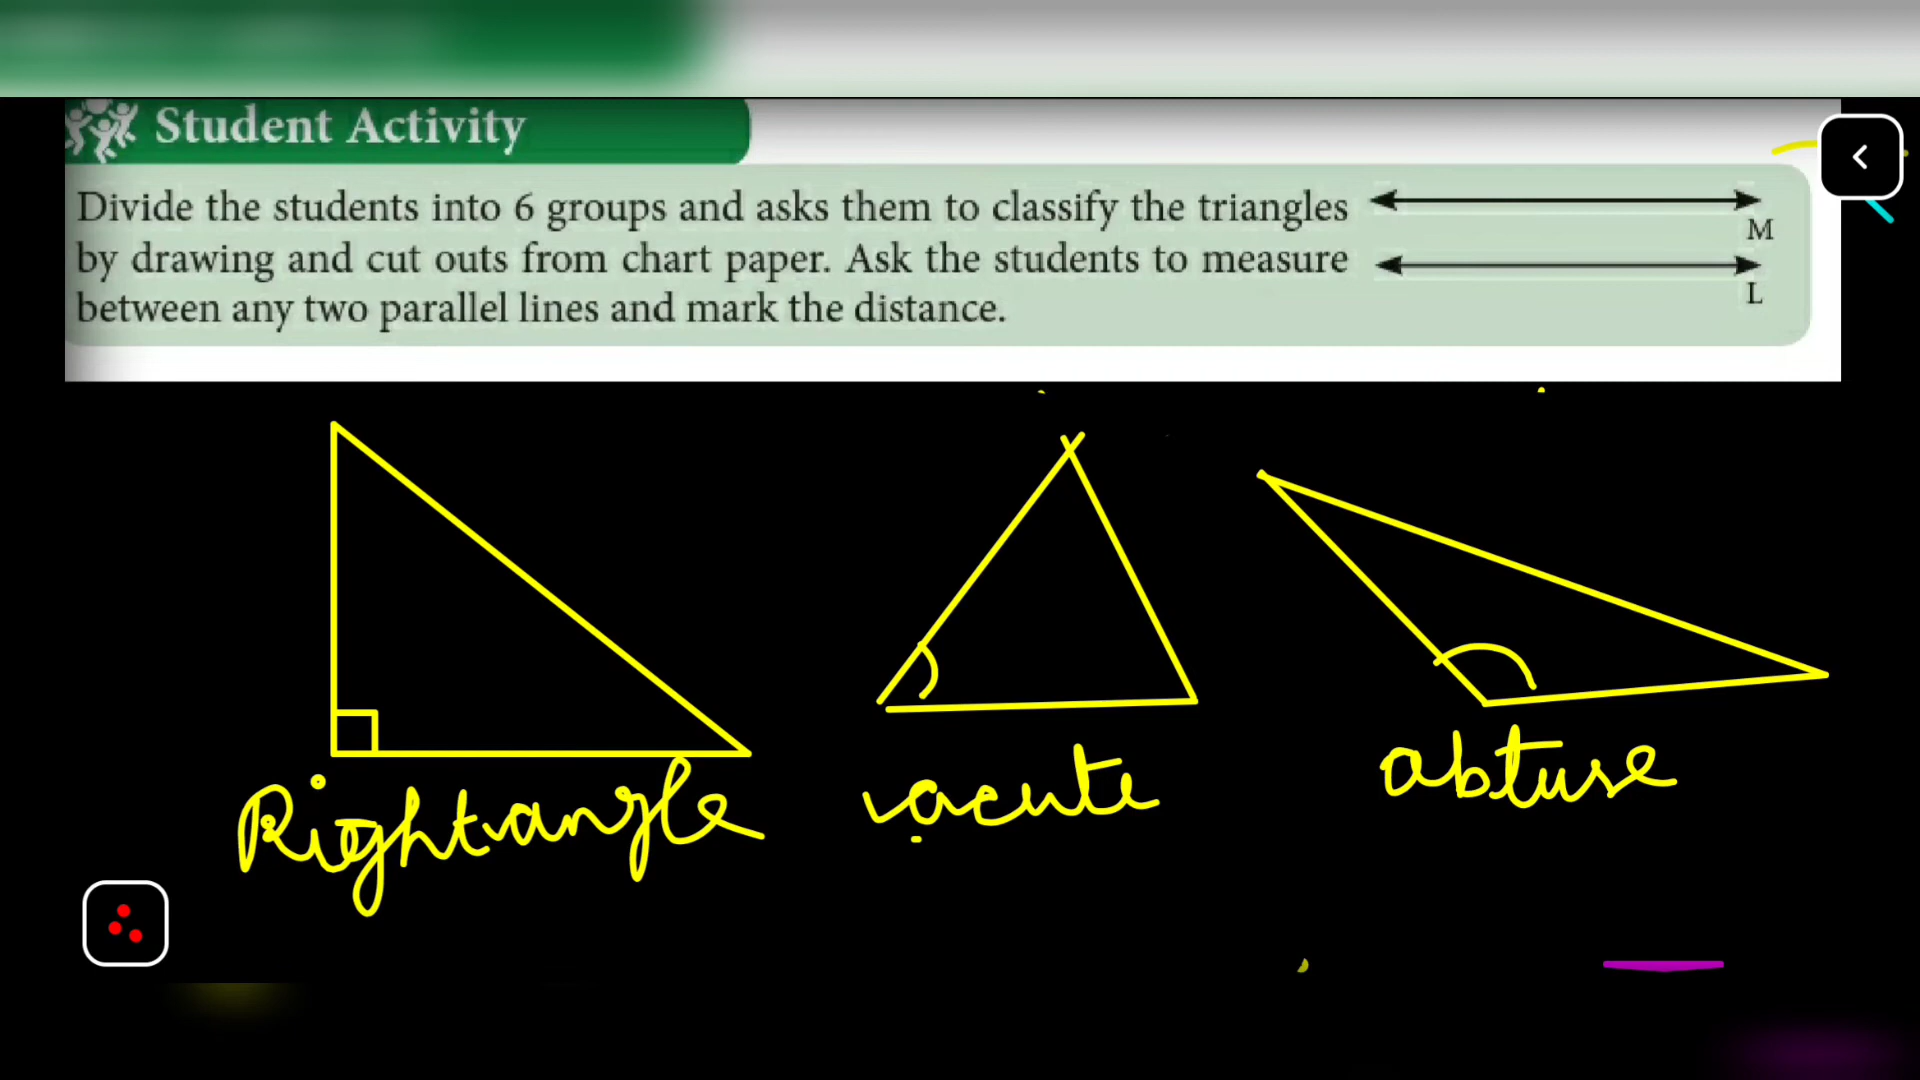 Student Activity
Divide the students into 6 groups and asks them to classify the triangles
by drawing and cut outs from chart paper. Ask the students to measure
between any two parallel lines and mark the distance.
M
L
Rightangle
acute
abtuse